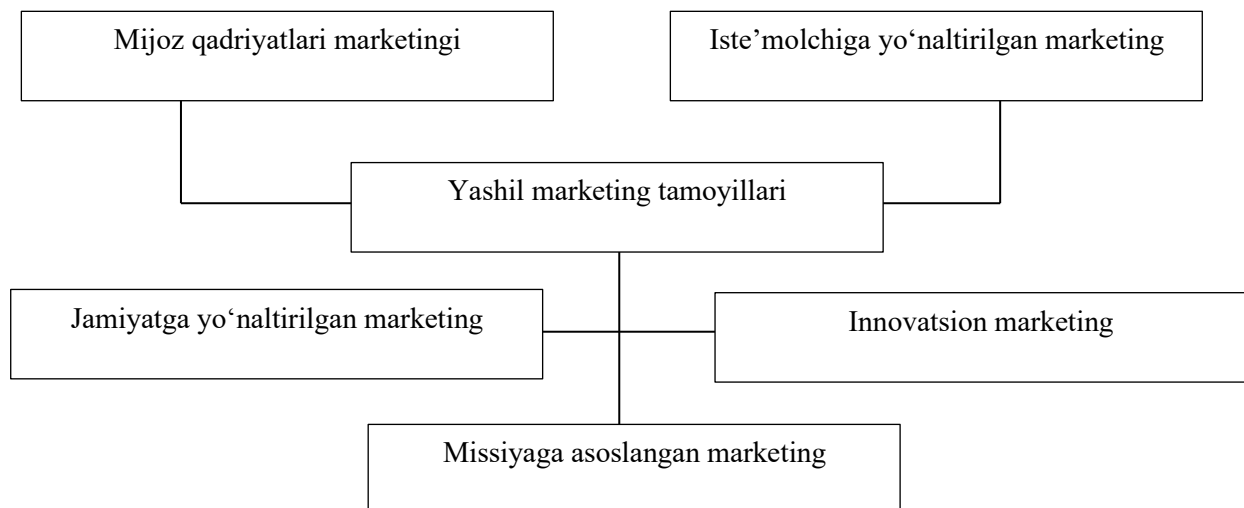 Mijoz qadriyatlari marketingi
Iste’molchiga yo‘naltirilgan marketing
Yashil marketing tamoyillari
Jamiyatga yo‘naltirilgan marketing
Innovatsion marketing
Missiyaga asoslangan marketing